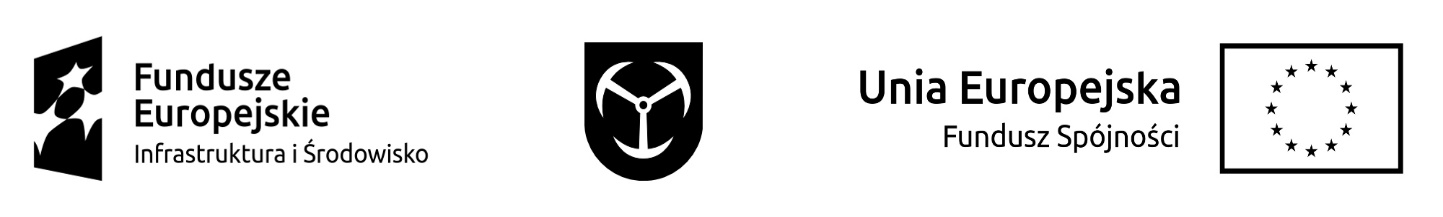 Fundusze
Europejskie
Infrastruktura i Środowisko
Unia Europejska
Fundusz Spójności